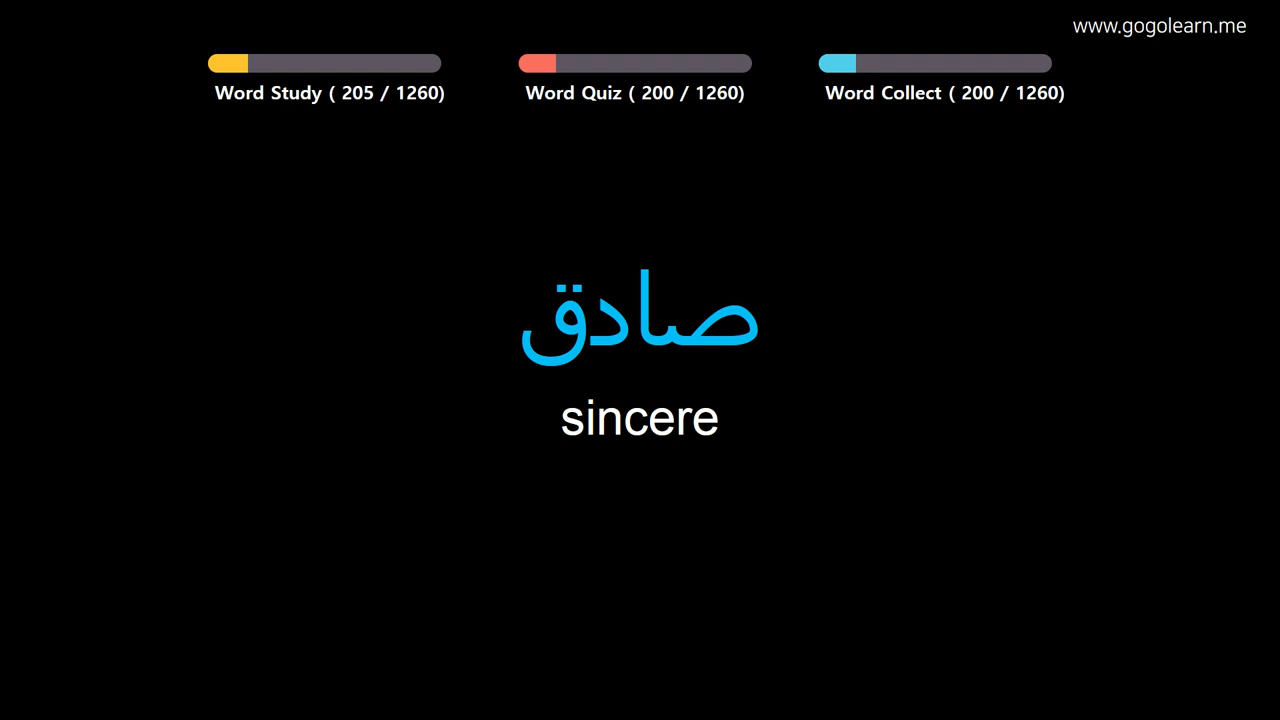 www.gogolearn.me
Word Study ( 205 / 1260)
Word Quiz ( 200 / 1260)
Word Collect ( 200 / 1260)
صادق
sincere